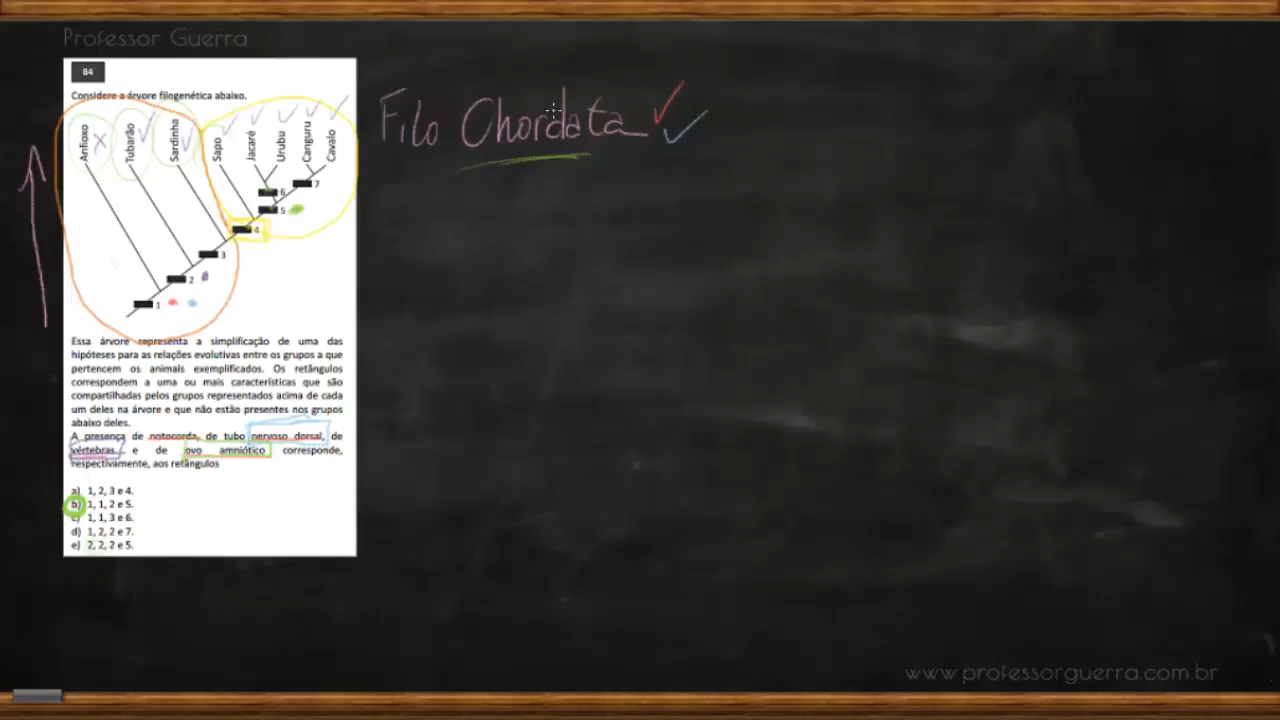 Professor Guerra
84
Considere a árvore filogenética abaixo.
Anfioxo
Tubarão
Sardinha
Sapo
Jacaré
Urubu
Canguru
Cavalo
7
6
5
4
3
2
1
Filo Chordata
Essa árvore representa a simplificação de uma das
hipóteses para as relações evolutivas entre os grupos a que
pertencem os animais exemplificados. Os retângulos
correspondem a uma ou mais características que são
compartilhadas pelos grupos representados acima de cada
um deles na árvore e que não estão presentes nos grupos
abaixo deles.
A presença de notocorda, de tubo nervoso dorsal, de
vértebras e de ovo amniótico corresponde,
respectivamente, aos retângulos
a) 1, 2, 3 e 4.
b) 1, 1, 2 e 5.
c) 1, 1, 3 e 6.
d) 1, 2, 2 e 7.
e) 2, 2, 2 e 5.
www.professorguerra.com.br